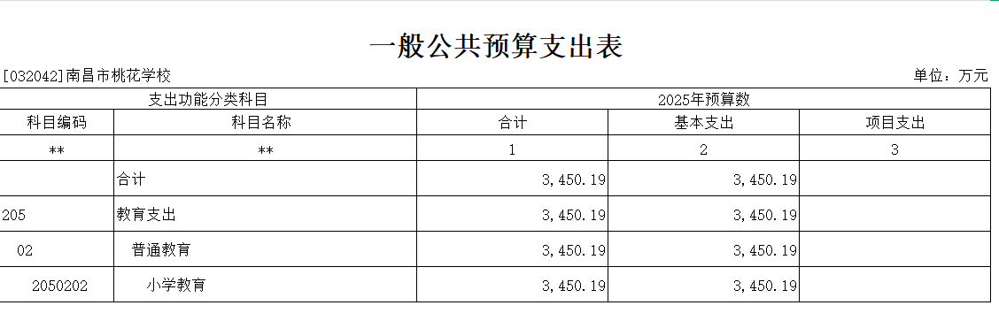 一般公共预算支出表
[032042]南昌市桃花学校 单位：万元
支出功能分类科目 2025年预算数
科目编码 科目名称 合计 基本支出 项目支出
** ** 1 2 3
合计 3,450.19 3,450.19
205 教育支出 3,450.19 3,450.19
02 普通教育 3,450.19 3,450.19
2050202 小学教育 3,450.19 3,450.19